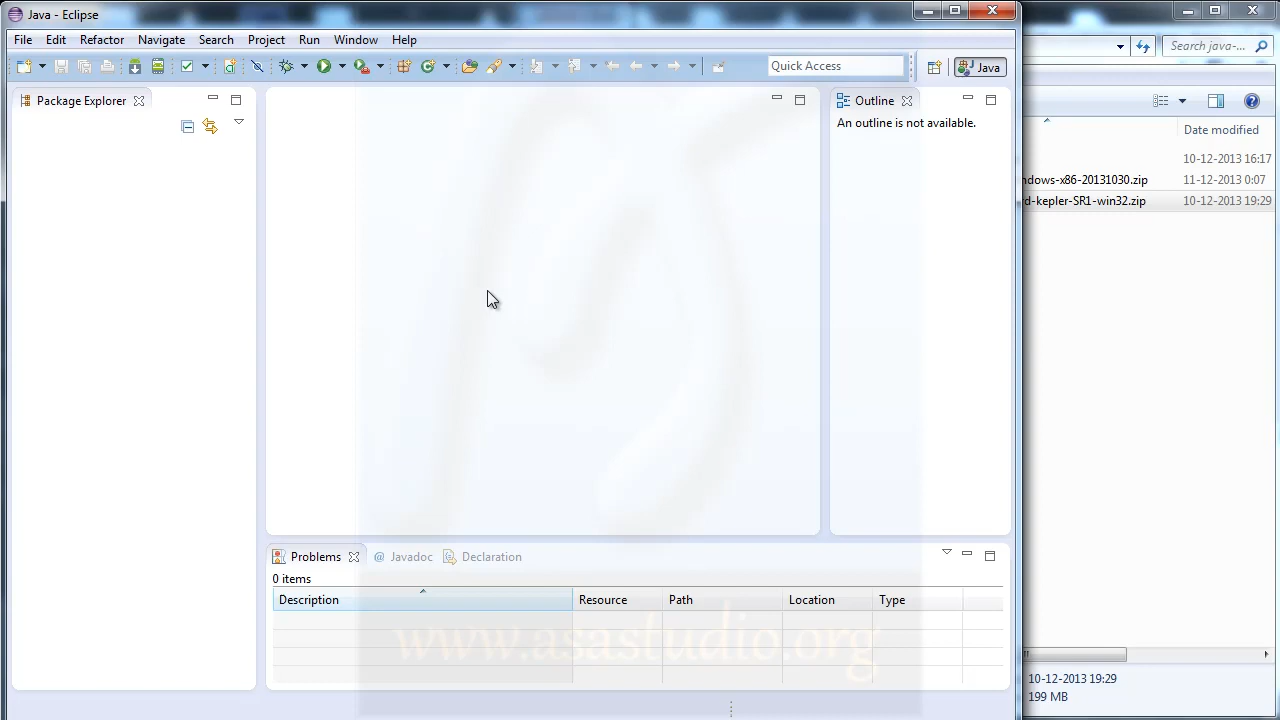 Java - Eclipse
File Edit Refactor Navigate Search Project Run Window Help
Search java-...
Quick Access
Java
Package Explorer
Outline
An outline is not available.
Date modified
10-12-2013 16:17
ndows-x86-20131030.zip 11-12-2013 0:07
rd-kepler-SR1-win32.zip 10-12-2013 19:29
Problems @ Javadoc Declaration
0 items
Description Resource Path Location Type
www.asastudio.org
10-12-2013 19:29
199 MB